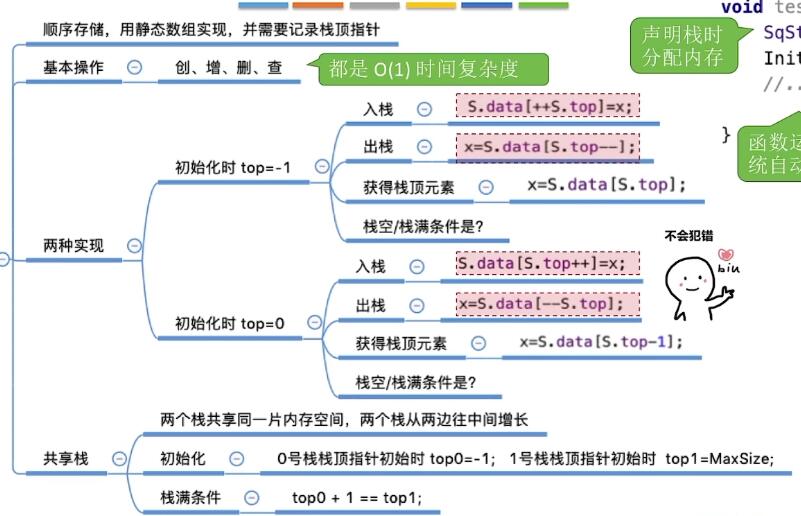 顺序存储，用静态数组实现，并需要记录栈顶指针
基本操作
创、增、删、查
都是 O(1) 时间复杂度
两种实现
初始化时 top=-1
入栈
S.data[++S.top]=x;
出栈
x=S.data[S.top--];
获得栈顶元素
x=S.data[S.top];
栈空/栈满条件是?
初始化时 top=0
入栈
S.data[S.top++]=x;
出栈
x=S.data[--S.top];
获得栈顶元素
x=S.data[S.top-1];
栈空/栈满条件是?
共享栈
两个栈共享同一片内存空间，两个栈从两边往中间增长
初始化
0号栈栈顶指针初始时 top0=-1; 1号栈栈顶指针初始时 top1=MaxSize;
栈满条件
top0 + 1 == top1;
void tes
声明栈时
分配内存
SqSt
Init
//..
}
函数运
统自动
不会犯错
biu